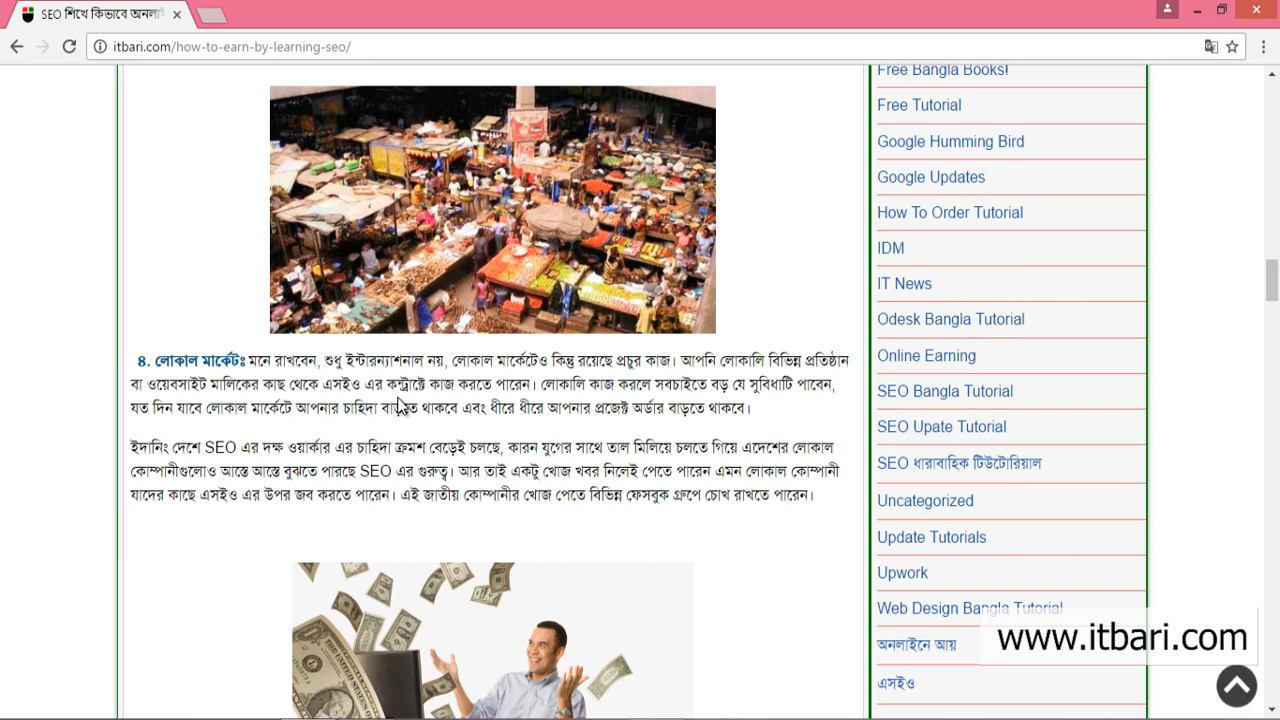 SEO শিখে কিভাবে অনলাই
itbari.com/how-to-earn-by-learning-seo/
৪. লোকাল মার্কেটঃ মনে রাখবেন, শুধু ইন্টারন্যাশনাল নয়, লোকাল মার্কেটেও কিন্তু রয়েছে প্রচুর কাজ। আপনি লোকালি বিভিন্ন প্রতিষ্ঠান
বা ওয়েবসাইট মালিকের কাছ থেকে এসইও এর কন্ট্রাক্টে কাজ করতে পারেন। লোকালি কাজ করলে সবচাইতে বড় যে সুবিধাটি পাবেন,
যত দিন যাবে লোকাল মার্কেটে আপনার চাহিদা থাকবে এবং ধীরে ধীরে আপনার প্রজেক্ট অর্ডার বাড়তে থাকবে।
ইদানিং দেশে SEO এর দক্ষ ওয়ার্কার এর চাহিদা ক্রমশ বেড়েই চলছে, কারন যুগের সাথে তাল মিলিয়ে চলতে গিয়ে এদেশের লোকাল
কোম্পানীগুলোও আস্তে আস্তে বুঝতে পারছে SEO এর গুরুত্ব। আর তাই একটু খোজ খবর নিলেই পেতে পারেন এমন লোকাল কোম্পানী
যাদের কাছে এসইও এর উপর জব করতে পারেন। এই জাতীয় কোম্পানীর খোজ পেতে বিভিন্ন ফেসবুক গ্রুপে চোখ রাখতে পারেন।
Free Bangla Books!
Free Tutorial
Google Humming Bird
Google Updates
How To Order Tutorial
IDM
IT News
Odesk Bangla Tutorial
Online Earning
SEO Bangla Tutorial
SEO Upate Tutorial
SEO ধারাবাহিক টিউটোরিয়াল
Uncategorized
Update Tutorials
Upwork
Web Design Bangla Tutorial
অনলাইনে আয়
এসইও
www.itbari.com